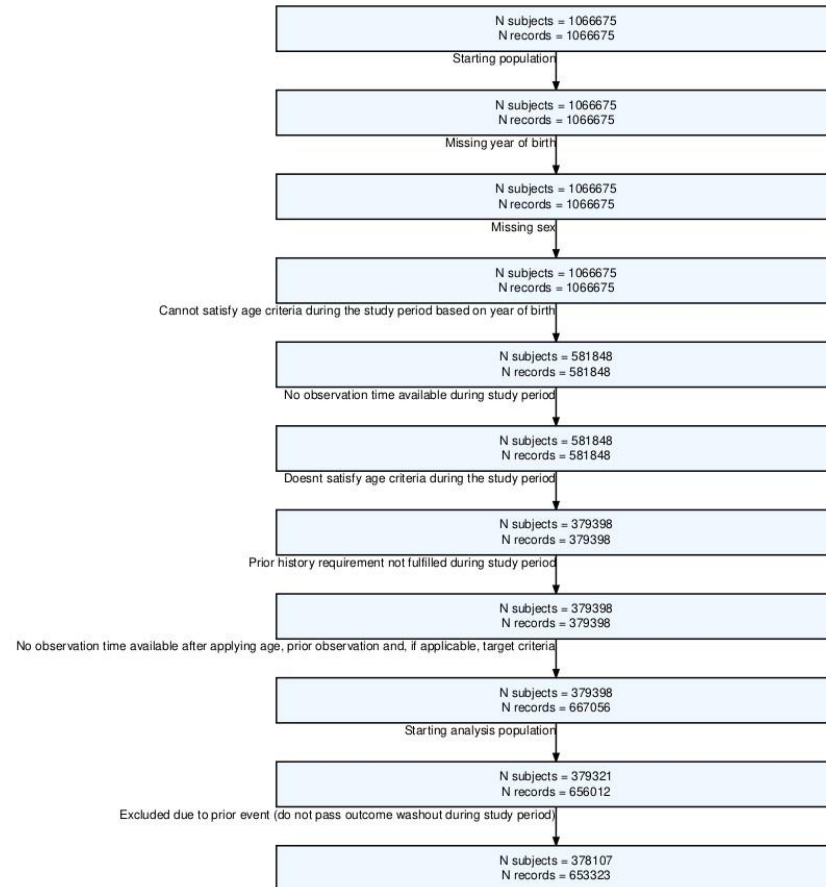 N subjects = 1066675
N records = 1066675
Starting population
N subjects = 1066675
N records = 1066675
Missing year of birth
N subjects = 1066675
N records = 1066675
Missing sex
N subjects = 1066675
N records = 1066675
Cannot satisfy age criteria during the study period based on year of birth
N subjects = 581848
N records = 581848
No observation time available during study period
N subjects = 581848
N records = 581848
Doesnt satisfy age criteria during the study period
N subjects = 379398
N records = 379398
Prior history requirement not fulfilled during study period
N subjects = 379398
N records = 379398
No observation time available after applying age, prior observation and, if applicable, target criteria
N subjects = 379398
N records = 667056
Starting analysis population
N subjects = 379321
N records = 656012
Excluded due to prior event (do not pass outcome washout during study period)
N subjects = 378107
N records = 653323